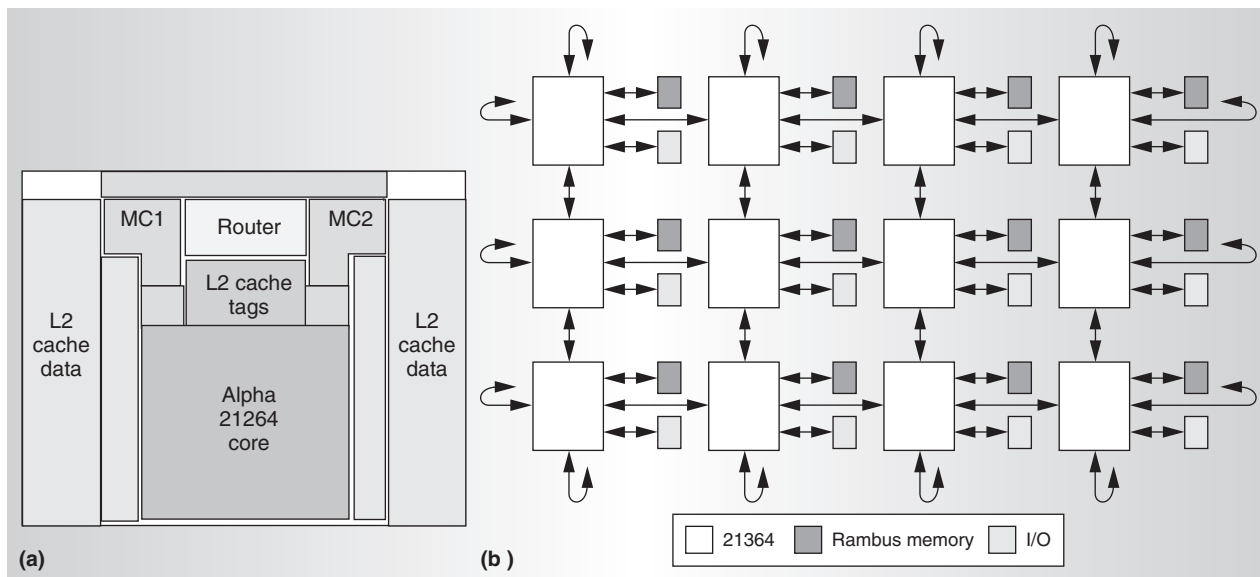 MC1
Router
MC2
L2 cache
tags
L2
cache
data
L2
cache
data
Alpha
21264
core
(a)
(b )
21364
Rambus memory
I/O